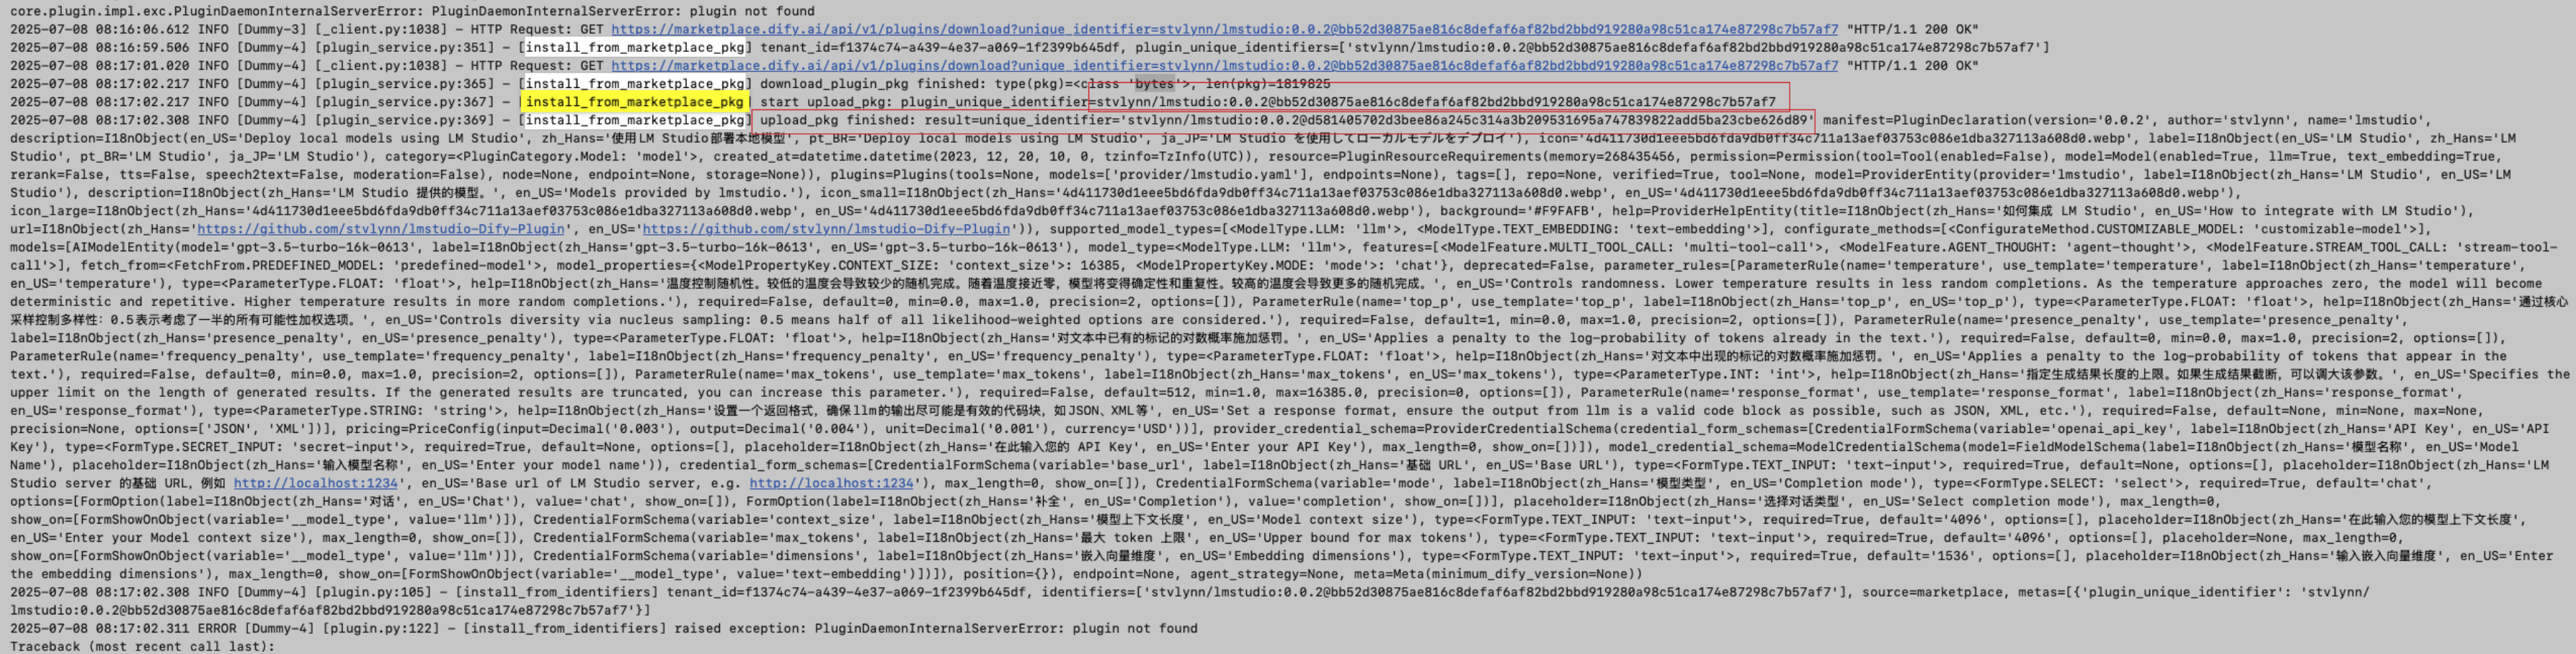 core.plugin.impl.exc.PluginDaemonInternalServerError: PluginDaemonInternalServerError: plugin not found
2025-07-08 08:16:06.612 INFO [Dummy-3] [_client.py:1038] - HTTP Request: GET https://marketplace.dify.ai/api/v1/plugins/download?unique_identifier=stvlynn/lmstudio:0.0.2@bb52d30875ae816c8defaf6af82bd2bbd919280a98c51ca174e87298c7b57af7 "HTTP/1.1 200 OK"
2025-07-08 08:16:59.506 INFO [Dummy-4] [plugin_service.py:351] - [install_from_marketplace_pkg] tenant_id=f1374c74-a439-4e37-a069-1f2399b645df, plugin_unique_identifiers=['stvlynn/lmstudio:0.0.2@bb52d30875ae816c8defaf6af82bd2bbd919280a98c51ca174e87298c7b57af7']
2025-07-08 08:17:01.020 INFO [Dummy-4] [_client.py:1038] - HTTP Request: GET https://marketplace.dify.ai/api/v1/plugins/download?unique_identifier=stvlynn/lmstudio:0.0.2@bb52d30875ae816c8defaf6af82bd2bbd919280a98c51ca174e87298c7b57af7 "HTTP/1.1 200 OK"
2025-07-08 08:17:02.217 INFO [Dummy-4] [plugin_service.py:365] - [install_from_marketplace_pkg] download_plugin_pkg finished: type(pkg)=<class 'bytes'>, len(pkg)=1819825
2025-07-08 08:17:02.217 INFO [Dummy-4] [plugin_service.py:367] - [install_from_marketplace_pkg] start upload_pkg: plugin_unique_identifier=stvlynn/lmstudio:0.0.2@bb52d30875ae816c8defaf6af82bd2bbd919280a98c51ca174e87298c7b57af7
2025-07-08 08:17:02.308 INFO [Dummy-4] [plugin_service.py:369] - [install_from_marketplace_pkg] upload_pkg finished: result=unique_identifier='stvlynn/lmstudio:0.0.2@d581405702d3bee86a245c314a3b209531695a747839822add5ba23cbe626d89' manifest=PluginDeclaration(version='0.0.2', author='stvlynn', name='lmstudio',
description=I18nObject(en_US='Deploy local models using LM Studio', zh_Hans='使用LM Studio部署本地模型', pt_BR='Deploy local models using LM Studio', ja_JP='LM Studio を使用してローカルモデルをデプロイ'), icon='4d411730d1eee5bd6fda9db0ff34c711a13aef03753c086e1dba327113a608d0.webp', label=I18nObject(en_US='LM Studio', zh_Hans='LM
Studio', pt_BR='LM Studio', ja_JP='LM Studio'), category=<PluginCategory.Model: 'model'>, created_at=datetime.datetime(2023, 12, 20, 10, 0, tzinfo=TzInfo(UTC)), resource=PluginResourceRequirements(memory=268435456, permission=Permission(tool=Tool(enabled=False), model=Model(enabled=True, llm=True, text_embedding=True,
rerank=False, tts=False, speech2text=False, moderation=False), node=None, endpoint=None, storage=None)), plugins=Plugins(tools=None, models=['provider/lmstudio.yaml'], endpoints=None), tags=[], repo=None, verified=True, tool=None, model=ProviderEntity(provider='lmstudio', label=I18nObject(zh_Hans='LM Studio', en_US='LM
Studio'), description=I18nObject(zh_Hans='LM Studio 提供的模型。', en_US='Models provided by lmstudio.'), icon_small=I18nObject(zh_Hans='4d411730d1eee5bd6fda9db0ff34c711a13aef03753c086e1dba327113a608d0.webp', en_US='4d411730d1eee5bd6fda9db0ff34c711a13aef03753c086e1dba327113a608d0.webp'),
icon_large=I18nObject(zh_Hans='4d411730d1eee5bd6fda9db0ff34c711a13aef03753c086e1dba327113a608d0.webp', en_US='4d411730d1eee5bd6fda9db0ff34c711a13aef03753c086e1dba327113a608d0.webp'), background='#F9FAFB', help=ProviderHelpEntity(title=I18nObject(zh_Hans='如何集成 LM Studio', en_US='How to integrate with LM Studio'),
url=I18nObject(zh_Hans='https://github.com/stvlynn/lmstudio-Dify-Plugin', en_US='https://github.com/stvlynn/lmstudio-Dify-Plugin')), supported_model_types=[<ModelType.LLM: 'llm'>, <ModelType.TEXT_EMBEDDING: 'text-embedding'>], configurate_methods=[<ConfigurateMethod.CUSTOMIZABLE_MODEL: 'customizable-model'>],
models=[AIModelEntity(model='gpt-3.5-turbo-16k-0613', label=I18nObject(zh_Hans='gpt-3.5-turbo-16k-0613', en_US='gpt-3.5-turbo-16k-0613'), model_type=<ModelType.LLM: 'llm'>, features=[<ModelFeature.MULTI_TOOL_CALL: 'multi-tool-call'>, <ModelFeature.AGENT_THOUGHT: 'agent-thought'>, <ModelFeature.STREAM_TOOL_CALL: 'stream-tool-
call'>], fetch_from=<FetchFrom.PREDEFINED_MODEL: 'predefined-model'>, model_properties={<ModelPropertyKey.CONTEXT_SIZE: 'context_size'>: 16385, <ModelPropertyKey.MODE: 'mode'>: 'chat'}, deprecated=False, parameter_rules=[ParameterRule(name='temperature', use_template='temperature', label=I18nObject(zh_Hans='temperature',
en_US='temperature'), type=<ParameterType.FLOAT: 'float'>, help=I18nObject(zh_Hans='温度控制随机性。较低的温度会导致较少的随机完成。随着温度接近零，模型将变得确定性和重复性。较高的温度会导致更多的随机完成。', en_US='Controls randomness. Lower temperature results in less random completions. As the temperature approaches zero, the model will become
deterministic and repetitive. Higher temperature results in more random completions.'), required=False, default=0, min=0.0, max=1.0, precision=2, options=[]), ParameterRule(name='top_p', use_template='top_p', label=I18nObject(zh_Hans='top_p', en_US='top_p'), type=<ParameterType.FLOAT: 'float'>, help=I18nObject(zh_Hans='通过核心
采样控制多样性：0.5表示考虑了一半的所有可能性加权选项。', en_US='Controls diversity via nucleus sampling: 0.5 means half of all likelihood-weighted options are considered.'), required=False, default=1, min=0.0, max=1.0, precision=2, options=[]), ParameterRule(name='presence_penalty', use_template='presence_penalty',
label=I18nObject(zh_Hans='presence_penalty', en_US='presence_penalty'), type=<ParameterType.FLOAT: 'float'>, help=I18nObject(zh_Hans='对文本中已有的标记的对数概率施加惩罚。', en_US='Applies a penalty to the log-probability of tokens already in the text.'), required=False, default=0, min=0.0, max=1.0, precision=2, options=[]),
ParameterRule(name='frequency_penalty', use_template='frequency_penalty', label=I18nObject(zh_Hans='frequency_penalty', en_US='frequency_penalty'), type=<ParameterType.FLOAT: 'float'>, help=I18nObject(zh_Hans='对文本中出现的标记的对数概率施加惩罚。', en_US='Applies a penalty to the log-probability of tokens that appear in the
text.'), required=False, default=0, min=0.0, max=1.0, precision=2, options=[]), ParameterRule(name='max_tokens', use_template='max_tokens', label=I18nObject(zh_Hans='max_tokens', en_US='max_tokens'), type=<ParameterType.INT: 'int'>, help=I18nObject(zh_Hans='指定生成结果长度的上限。如果生成结果截断，可以调大该参数。', en_US='Specifies the
upper limit on the length of generated results. If the generated results are truncated, you can increase this parameter.'), required=False, default=512, min=1.0, max=16385.0, precision=0, options=[]), ParameterRule(name='response_format', use_template='response_format', label=I18nObject(zh_Hans='response_format',
en_US='response_format'), type=<ParameterType.STRING: 'string'>, help=I18nObject(zh_Hans='设置一个返回格式，确保llm的输出尽可能是有效的代码块，如JSON、XML等', en_US='Set a response format, ensure the output from llm is a valid code block as possible, such as JSON, XML, etc.'), required=False, default=None, min=None, max=None,
precision=None, options=['JSON', 'XML'])], pricing=PriceConfig(input=Decimal('0.003'), output=Decimal('0.004'), unit=Decimal('0.001'), currency='USD'))], provider_credential_schema=ProviderCredentialSchema(credential_form_schemas=[CredentialFormSchema(variable='openai_api_key', label=I18nObject(zh_Hans='API Key', en_US='API
Key'), type=<FormType.SECRET_INPUT: 'secret-input'>, required=True, default=None, options=[], placeholder=I18nObject(zh_Hans='在此输入您的 API Key', en_US='Enter your API Key'), max_length=0, show_on=[])]), model_credential_schema=ModelCredentialSchema(model=FieldModelSchema(label=I18nObject(zh_Hans='模型名称', en_US='Model
Name'), placeholder=I18nObject(zh_Hans='输入模型名称', en_US='Enter your model name')), credential_form_schemas=[CredentialFormSchema(variable='base_url', label=I18nObject(zh_Hans='基础 URL', en_US='Base URL'), type=<FormType.TEXT_INPUT: 'text-input'>, required=True, default=None, options=[], placeholder=I18nObject(zh_Hans='LM
Studio server 的基础 URL，例如 http://localhost:1234', en_US='Base url of LM Studio server, e.g. http://localhost:1234'), max_length=0, show_on=[]), CredentialFormSchema(variable='mode', label=I18nObject(zh_Hans='模型类型', en_US='Completion mode'), type=<FormType.SELECT: 'select'>, required=True, default='chat',
options=[FormOption(label=I18nObject(zh_Hans='对话', en_US='Chat'), value='chat', show_on=[]), FormOption(label=I18nObject(zh_Hans='补全', en_US='Completion'), value='completion', show_on=[])], placeholder=I18nObject(zh_Hans='选择对话类型', en_US='Select completion mode'), max_length=0,
show_on=[FormShowOnObject(variable='__model_type', value='llm')]), CredentialFormSchema(variable='context_size', label=I18nObject(zh_Hans='模型上下文长度', en_US='Model context size'), type=<FormType.TEXT_INPUT: 'text-input'>, required=True, default='4096', options=[], placeholder=I18nObject(zh_Hans='在此输入您的模型上下文长度',
en_US='Enter your Model context size'), max_length=0, show_on=[]), CredentialFormSchema(variable='max_tokens', label=I18nObject(zh_Hans='最大 token 上限', en_US='Upper bound for max tokens'), type=<FormType.TEXT_INPUT: 'text-input'>, required=True, default='4096', options=[], placeholder=None, max_length=0,
show_on=[FormShowOnObject(variable='__model_type', value='llm')]), CredentialFormSchema(variable='dimensions', label=I18nObject(zh_Hans='嵌入向量维度', en_US='Embedding dimensions'), type=<FormType.TEXT_INPUT: 'text-input'>, required=True, default='1536', options=[], placeholder=I18nObject(zh_Hans='输入嵌入向量维度', en_US='Enter
the embedding dimensions'), max_length=0, show_on=[FormShowOnObject(variable='__model_type', value='text-embedding')])]), position={}), endpoint=None, agent_strategy=None, meta=Meta(minimum_dify_version=None))
2025-07-08 08:17:02.308 INFO [Dummy-4] [plugin.py:105] - [install_from_identifiers] tenant_id=f1374c74-a439-4e37-a069-1f2399b645df, identifiers=['stvlynn/lmstudio:0.0.2@bb52d30875ae816c8defaf6af82bd2bbd919280a98c51ca174e87298c7b57af7'], source=marketplace, metas=[{'plugin_unique_identifier': 'stvlynn/
lmstudio:0.0.2@bb52d30875ae816c8defaf6af82bd2bbd919280a98c51ca174e87298c7b57af7'}]
2025-07-08 08:17:02.311 ERROR [Dummy-4] [plugin.py:122] - [install_from_identifiers] raised exception: PluginDaemonInternalServerError: plugin not found
Traceback (most recent call last):